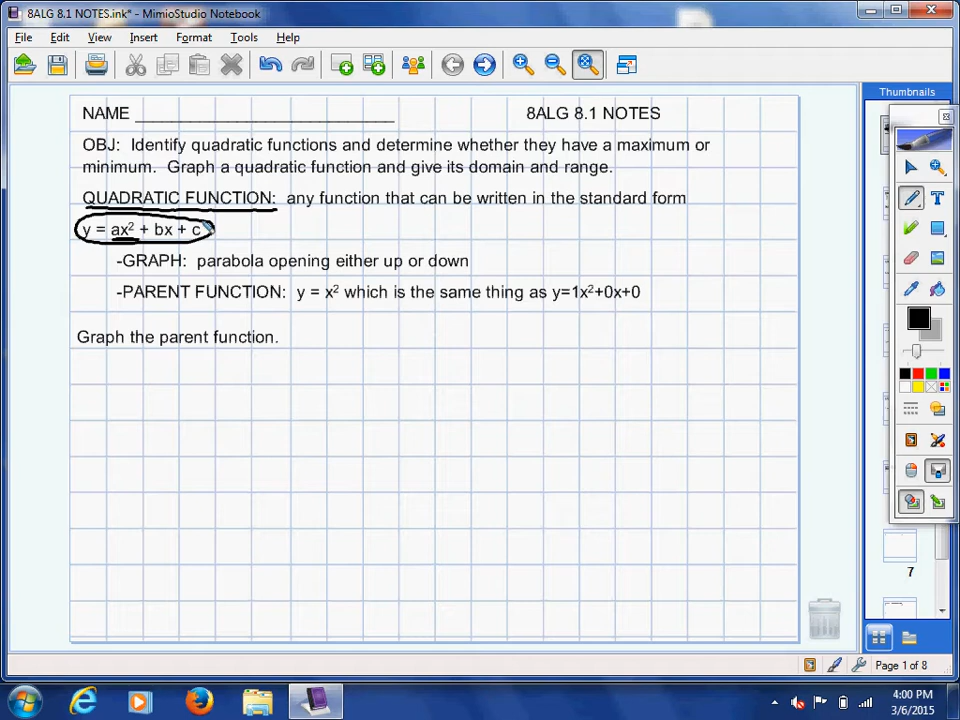 8ALG 8.1 NOTES.ink* - MimioStudio Notebook
File Edit View Insert Format Tools Help
Thumbnails
NAME ____________________________ 8ALG 8.1 NOTES
OBJ: Identify quadratic functions and determine whether they have a maximum or
minimum. Graph a quadratic function and give its domain and range.
QUADRATIC FUNCTION: any function that can be written in the standard form
y = ax² + bx + c
-GRAPH: parabola opening either up or down
-PARENT FUNCTION: y = x² which is the same thing as y=1x²+0x+0
Graph the parent function.
7
Page 1 of 8
4:00 PM
3/6/2015